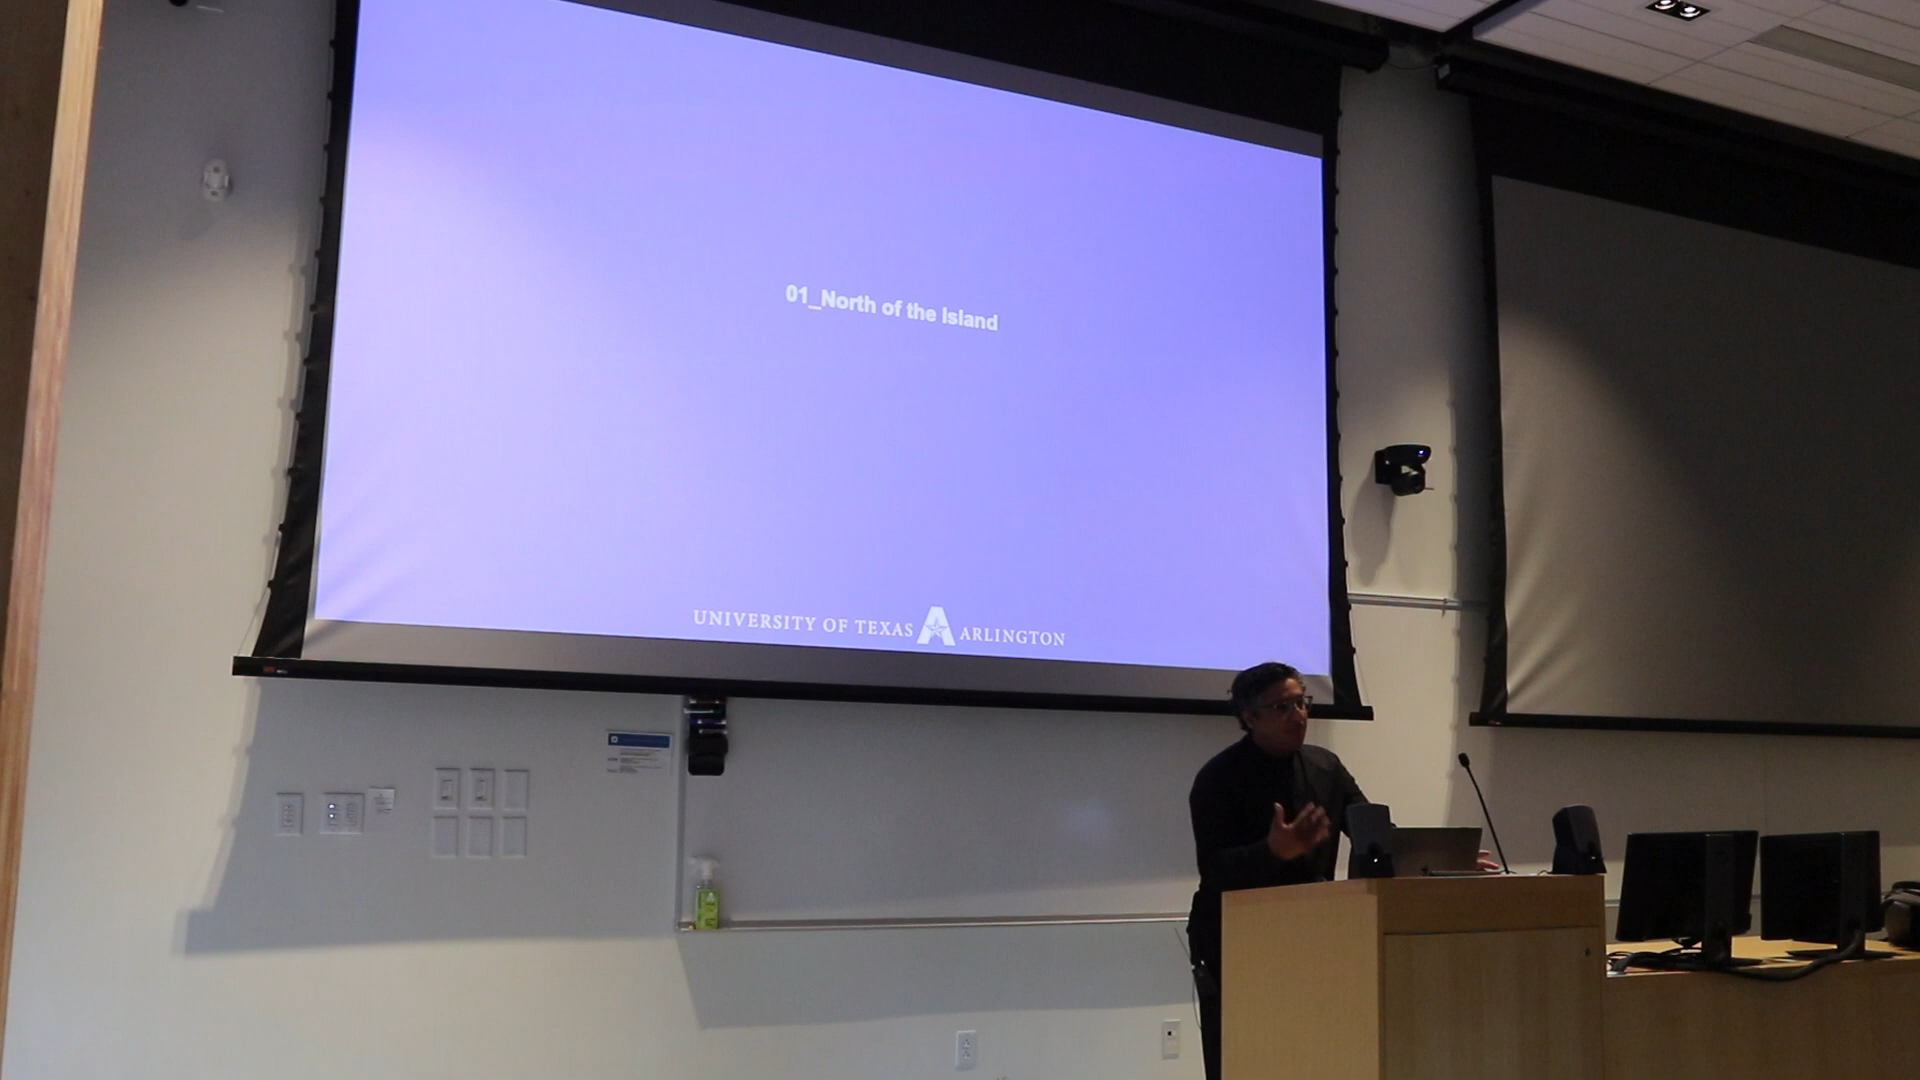 01_North of the Island
UNIVERSITY OF TEXAS A ARLINGTON